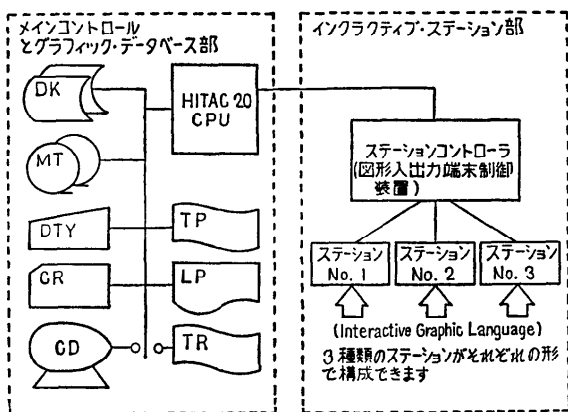 メインコントロール
とグラフィック・データベース部
DK
HITAC 20
CPU
MT
DTY
TP
CR
LP
GD
TR
インクラクティブ・ステーション部
ステーションコントローラ
(図形入出力端末制御
装置)
ステーション
No. 1
ステーション
No. 2
ステーション
No. 3
(Interactive Graphic Language)
3種類のステーションがそれぞれの形
で構成できます